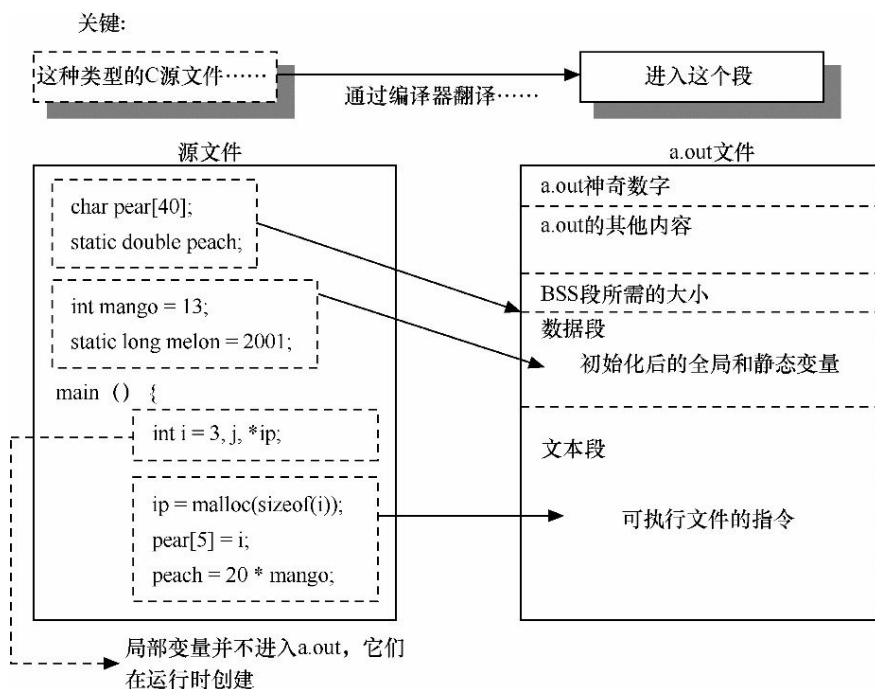 关键:
这种类型的C源文件……
通过编译器翻译……
进入这个段
源文件
char pear[40];
static double peach;
int mango = 13;
static long melon = 2001;
main () {
int i = 3, j, *ip;
ip = malloc(sizeof(i));
pear[5] = i;
peach = 20 * mango;
局部变量并不进入a.out，它们
在运行时创建
a.out文件
a.out神奇数字
a.out的其他内容
BSS段所需的大小
数据段
初始化后的全局和静态变量
文本段
可执行文件的指令